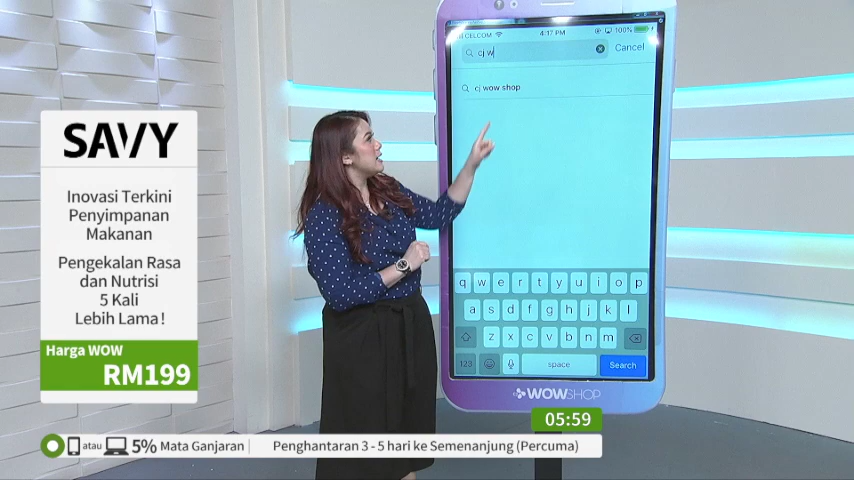 SAVY
Inovasi Terkini
Penyimpanan
Makanan
Pengekalan Rasa
dan Nutrisi
5 Kali
Lebih Lama!
Harga WOW
RM199
CELCOM 4:17 PM 100%
cj w Cancel
cj wow shop
q w e r t y u i o p
a s d f g h j k l
z x c v b n m
123 space Search
CJ WOWSHOP
05:59
atau 5% Mata Ganjaran Penghantaran 3 - 5 hari ke Semenanjung (Percuma)